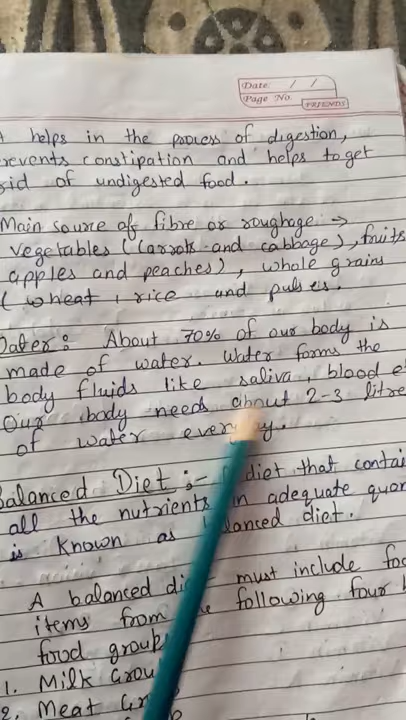 Date: / /
Page No.
FRIENDS
t helps in the process of digestion,
revents constipation and helps to get
rid of undigested food.
Main source of fibre or roughage →
vegetables (carrots and cabbage), fruits
apples and peaches), whole grains
( wheat, rice and pulses.
Water: About 70% of our body is
made of water. Water forms the
body fluids like saliva, blood et
Our body needs about 2-3 litre
of water every
Balanced Diet :- diet that contai
all the nutrients in adequate quan
is known as balanced diet.
A balanced di must include foo
items from following four b
food group
1. Milk Grou
2. Meat Gr